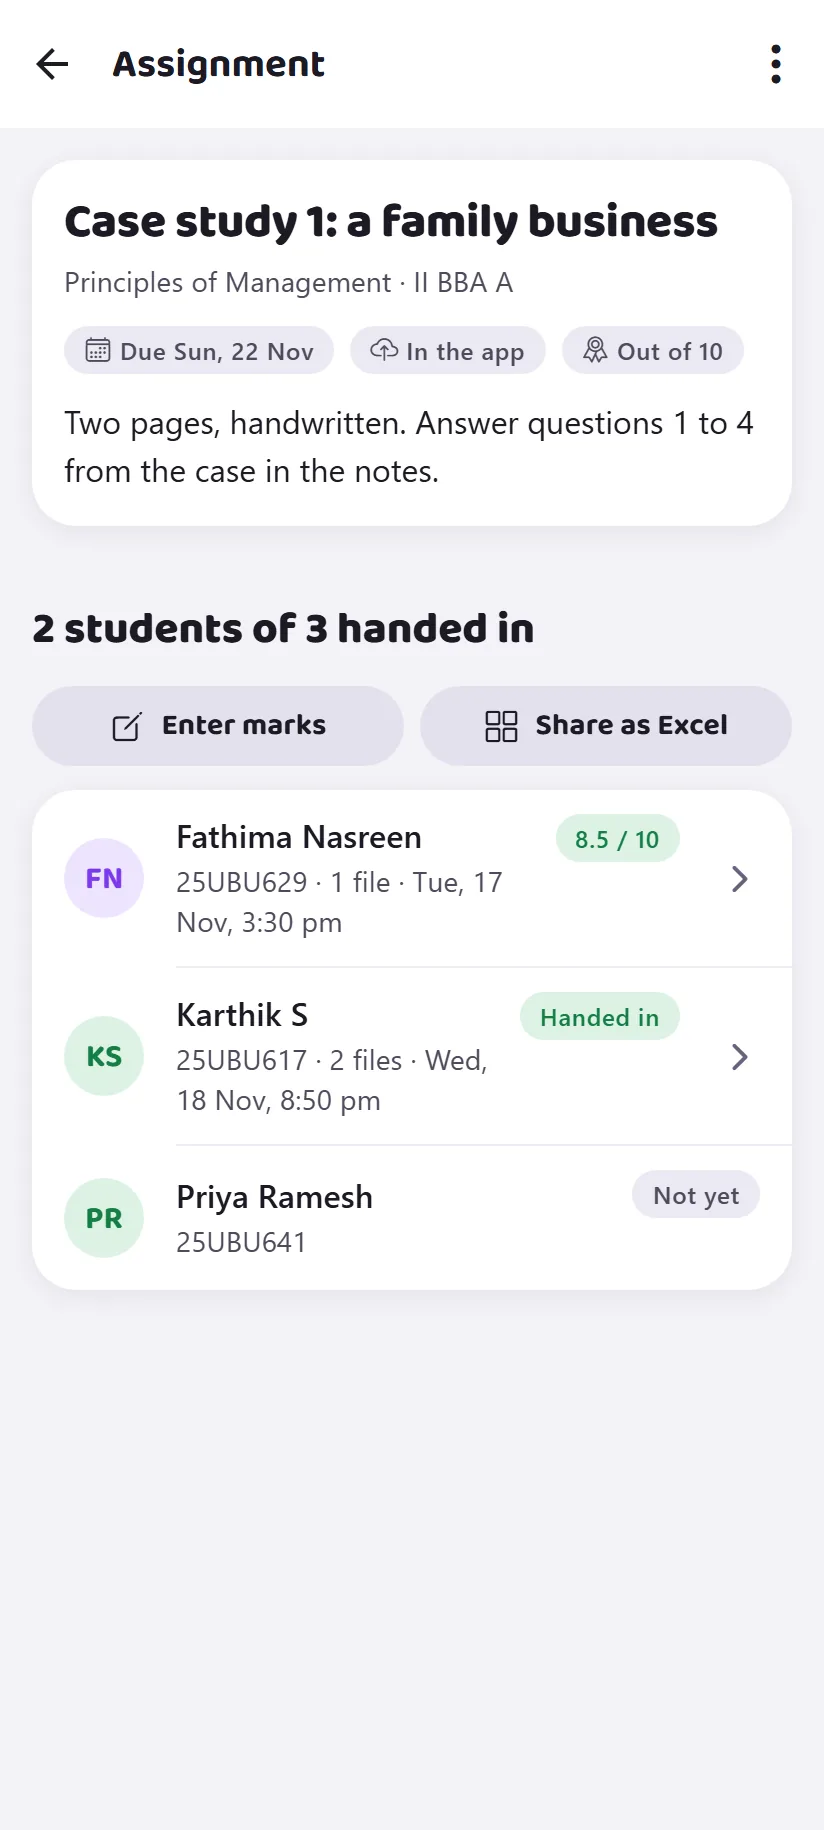 Assignment
Case study 1: a family business
Principles of Management · II BBA A
Due Sun, 22 Nov
In the app
Out of 10
Two pages, handwritten. Answer questions 1 to 4
from the case in the notes.
2 students of 3 handed in
Enter marks
Share as Excel
FN
Fathima Nasreen
8.5 / 10
25UBU629 · 1 file · Tue, 17
Nov, 3:30 pm
KS
Karthik S
Handed in
25UBU617 · 2 files · Wed,
18 Nov, 8:50 pm
PR
Priya Ramesh
Not yet
25UBU641